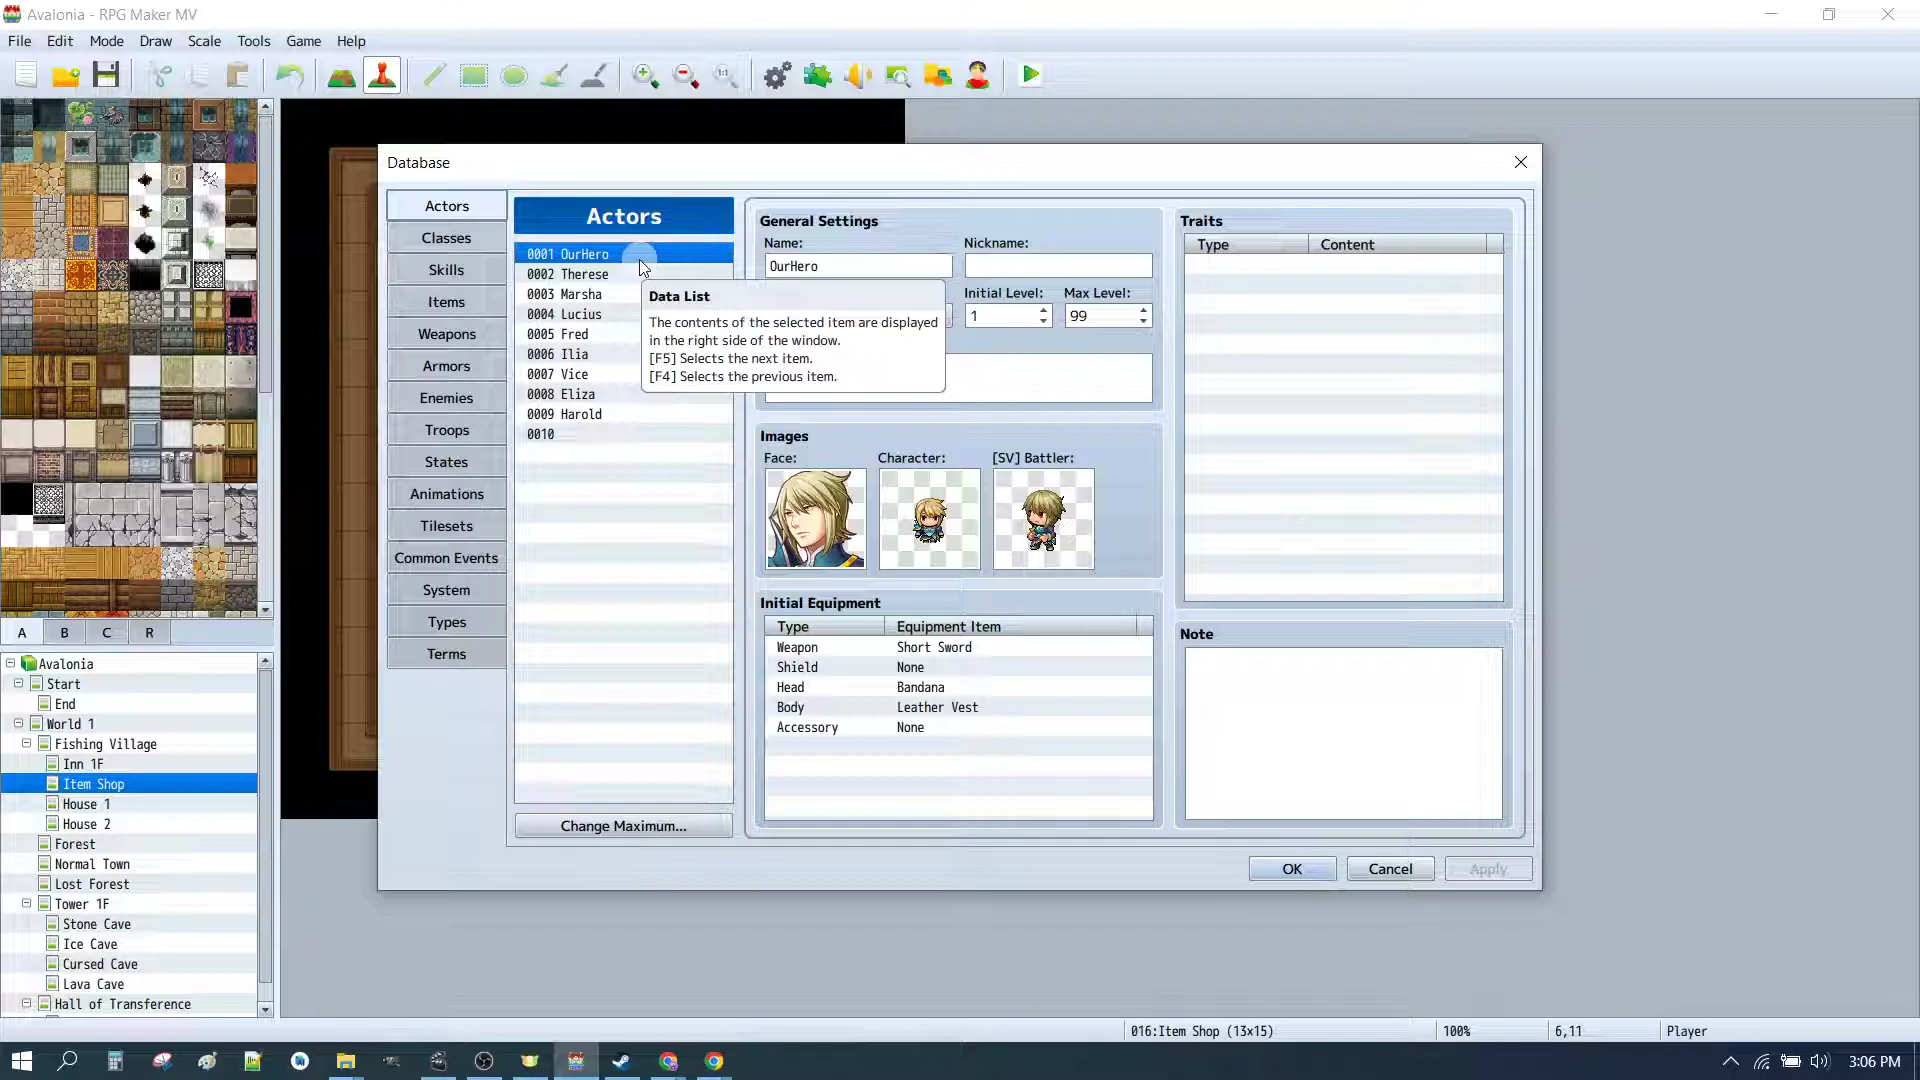 Avalonia - RPG Maker MV
File Edit Mode Draw Scale Tools Game Help
1:1
Database
Actors
Classes
Skills
Items
Weapons
Armors
Enemies
Troops
States
Animations
Tilesets
Common Events
System
Types
Terms
Actors
0001 OurHero
0002 Therese
0003 Marsha
0004 Lucius
0005 Fred
0006 Ilia
0007 Vice
0008 Eliza
0009 Harold
0010
Change Maximum...
General Settings
Name: Nickname:
OurHero
Initial Level: Max Level:
1 99
Data List
The contents of the selected item are displayed
in the right side of the window.
[F5] Selects the next item.
[F4] Selects the previous item.
Images
Face: Character: [SV] Battler:
Initial Equipment
Type Equipment Item
Weapon Short Sword
Shield None
Head Bandana
Body Leather Vest
Accessory None
Traits
Type Content
Note
OK Cancel Apply
A B C R
Avalonia
Start
End
World 1
Fishing Village
Inn 1F
Item Shop
House 1
House 2
Forest
Normal Town
Lost Forest
Tower 1F
Stone Cave
Ice Cave
Cursed Cave
Lava Cave
Hall of Transference
016:Item Shop (13x15) 100% 6,11 Player
3:06 PM